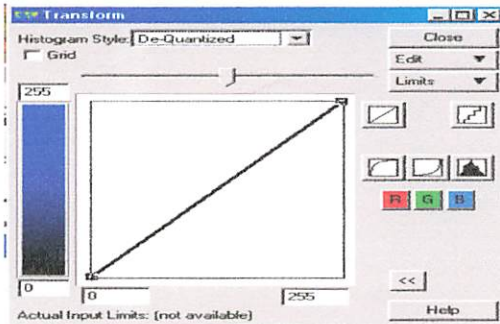 Transform
Histogram Style: De-Quantized
Close
Grid
Edit
Limits
255
R G B
0
0 255
<<
Actual Input Limits: (not available)
Help